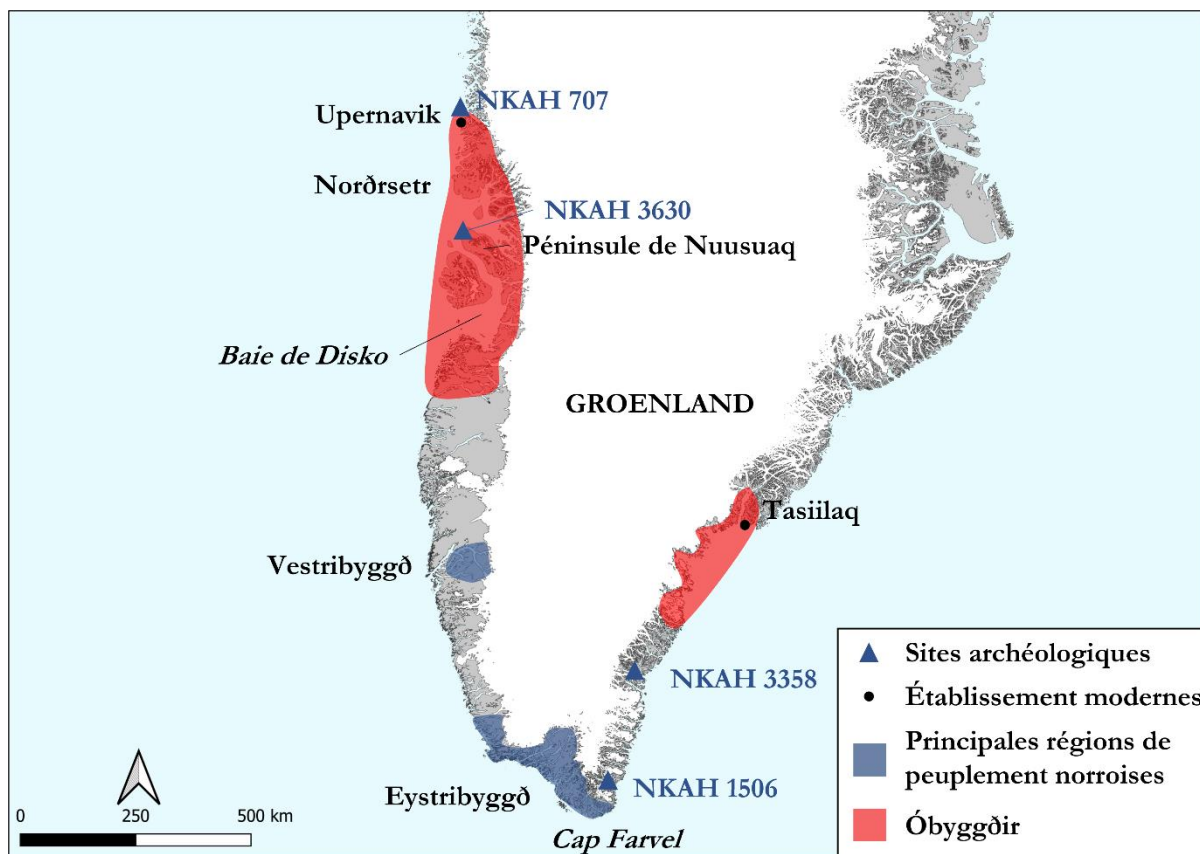 NKAH 707
Upernavik
Norðrsetr
NKAH 3630
Péninsule de Nuusuaq
Baie de Disko
GROENLAND
Tasiilaq
Vestribyggð
NKAH 3358
NKAH 1506
Eystribyggð
Cap Farvel
0 250 500 km
Sites archéologiques
Établissement modernes
Principales régions de
peuplement norroises
Óbyggðir